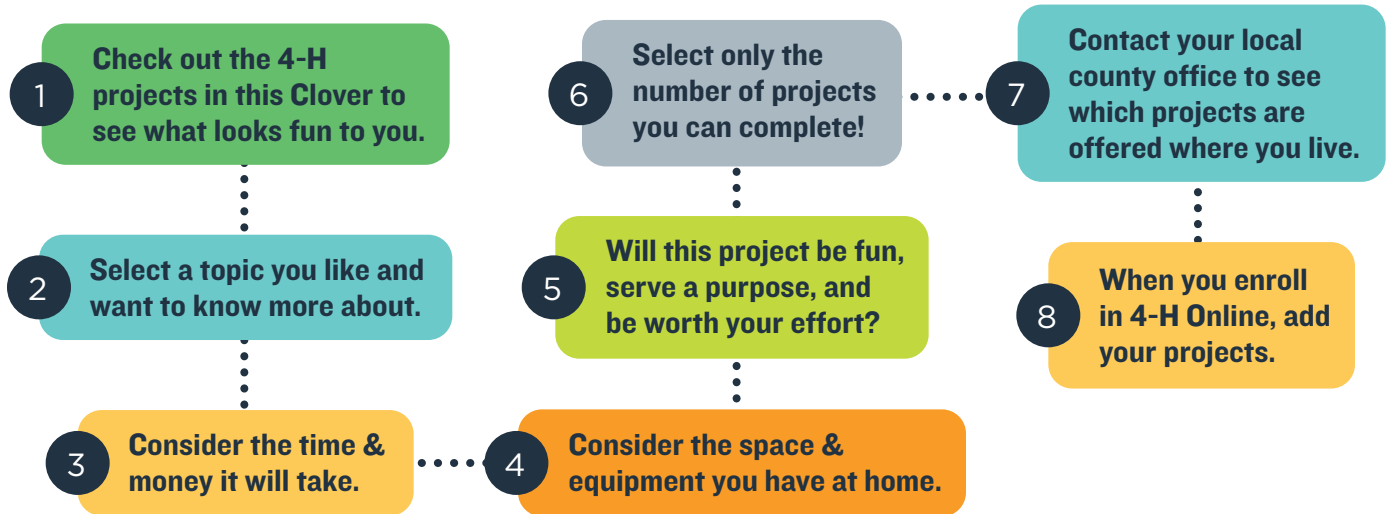 1
Check out the 4-H
projects in this Clover to
see what looks fun to you.
2
Select a topic you like and
want to know more about.
3
Consider the time &
money it will take.
4
Consider the space &
equipment you have at home.
5
Will this project be fun,
serve a purpose, and
be worth your effort?
6
Select only the
number of projects
you can complete!
7
Contact your local
county office to see
which projects are
offered where you live.
8
When you enroll
in 4-H Online, add
your projects.